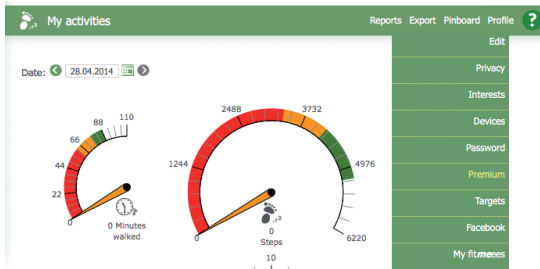 My activities
Reports Export Pinboard Profile ?
Edit
Privacy
Interests
Devices
Password
Premium
Targets
Facebook
My fitmeees
Date: 28.04.2014
110
88
66
44
22
0
0 Minutes
walked
2488
3732
1244
4976
0
6220
0
Steps
10